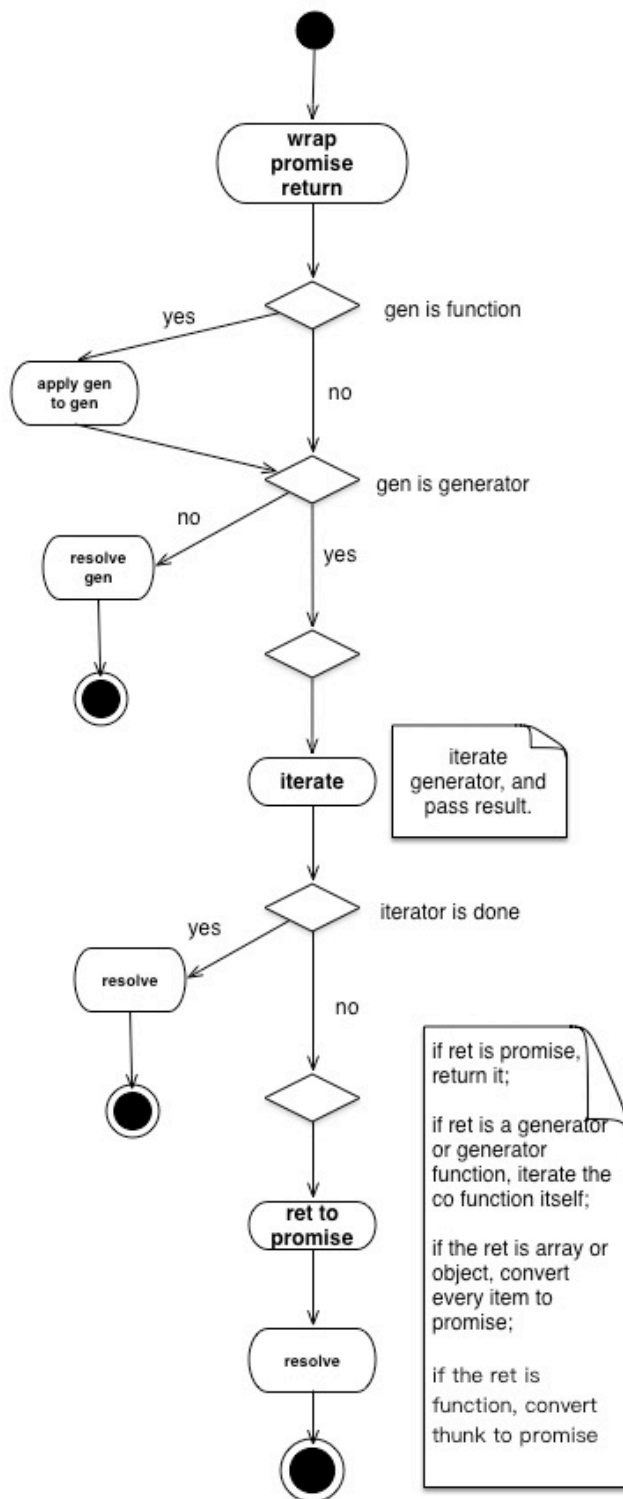 wrap
promise
return
gen is function
yes
apply gen
to gen
no
gen is generator
no
resolve
gen
yes
iterate
iterate
generator, and
pass result.
iterator is done
yes
resolve
no
if ret is promise,
return it;
if ret is a generator
or generator
function, iterate the
co function itself;
if the ret is array or
object, convert
every item to
promise;
if the ret is
function, convert
thunk to promise
ret to
promise
resolve